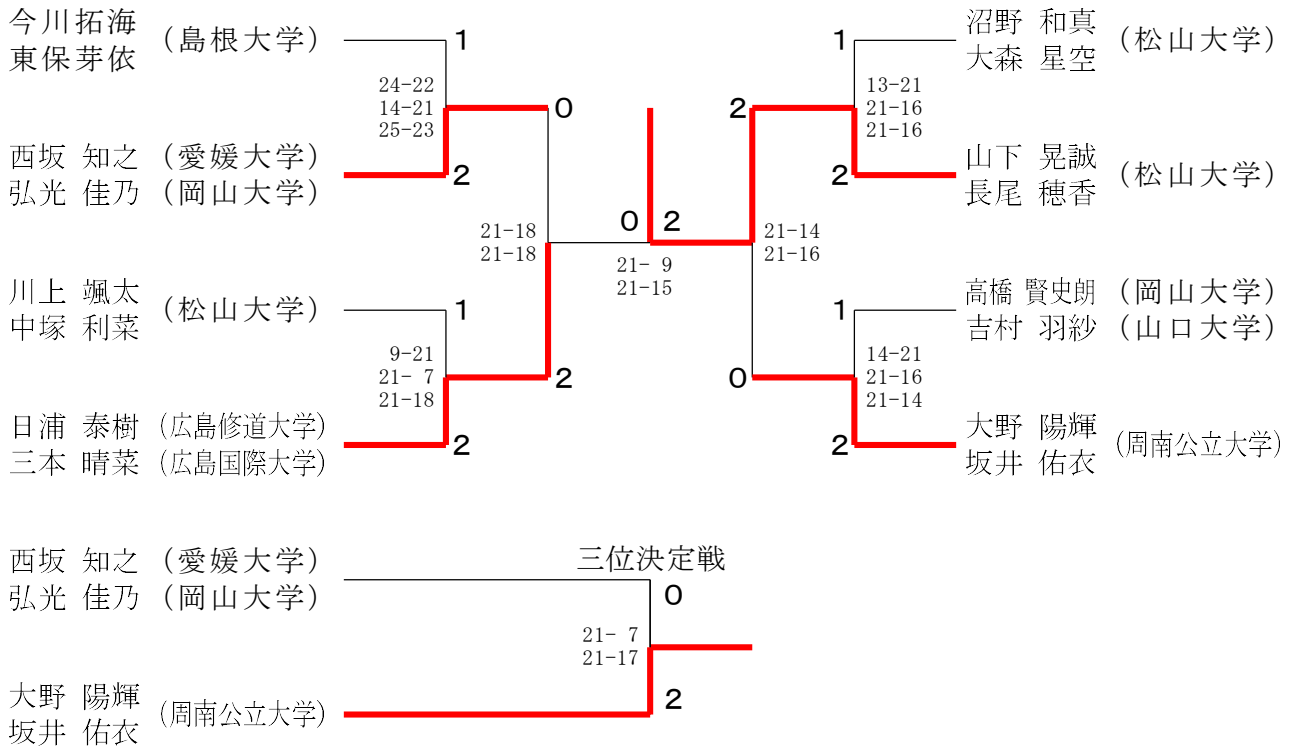 今川拓海
東保芽依
(島根大学)
1
24-22
14-21
25-23
0
西坂 知之 (愛媛大学)
弘光 佳乃 (岡山大学)
2
21-18
21-18
川上 颯太
中塚 利菜
(松山大学)
1
9-21
21- 7
21-18
2
日浦 泰樹 (広島修道大学)
三本 晴菜 (広島国際大学)
2
0 2
21- 9
21-15
沼野 和真
大森 星空
(松山大学)
1
13-21
21-16
21-16
2
山下 晃誠
長尾 穂香
(松山大学)
2
21-14
21-16
高橋 賢史朗 (岡山大学)
吉村 羽紗 (山口大学)
1
14-21
21-16
21-14
0
大野 陽輝
坂井 佑衣
(周南公立大学)
2
三位決定戦
西坂 知之 (愛媛大学)
弘光 佳乃 (岡山大学)
0
21- 7
21-17
大野 陽輝
坂井 佑衣
(周南公立大学)
2